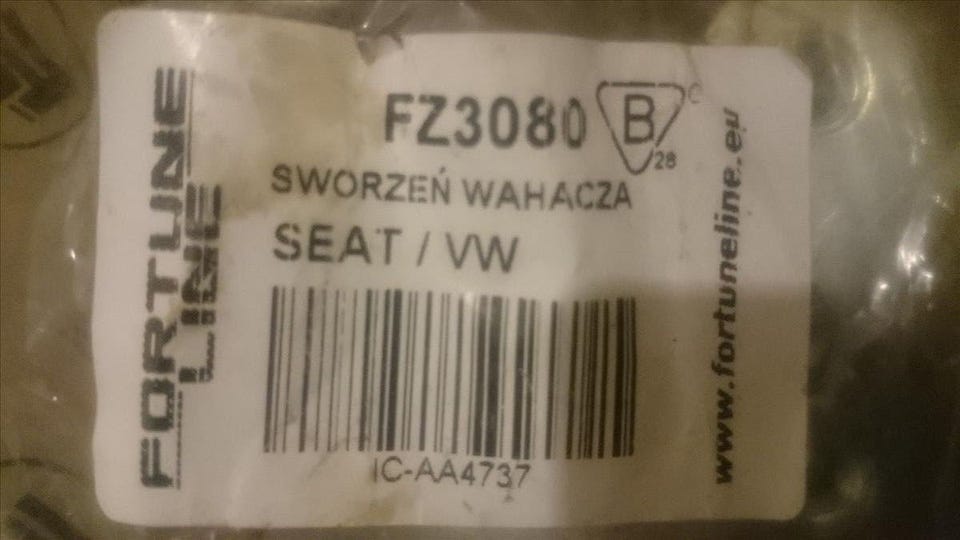 FORTUNE
LINE
FZ3080
B
28
SWORZEŃ WAHACZA
SEAT / VW
IC-AA4737
www.fortuneline.eu